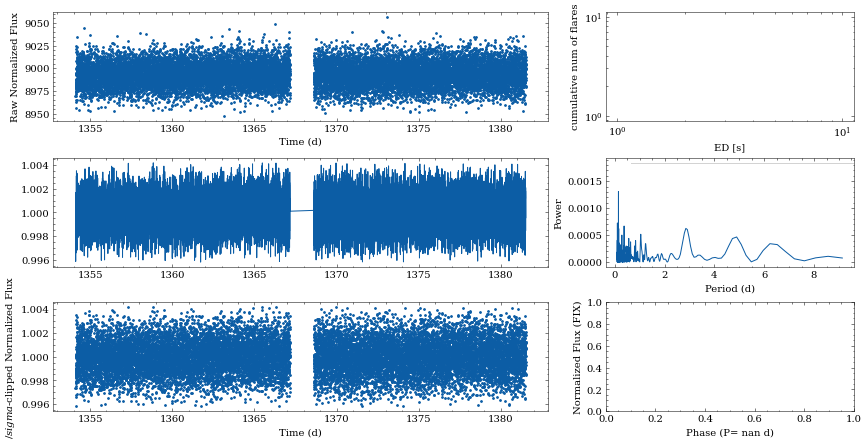 Raw Normalized Flux
9050
9025
9000
8975
8950
1355 1360 1365 1370 1375 1380
Time (d)
cumulative num of flares
10¹
10⁰
10⁰ 10¹
ED [s]
1.004
1.002
1.000
0.998
0.996
1355 1360 1365 1370 1375 1380
Power
0.0015
0.0010
0.0005
0.0000
0 2 4 6 8
Period (d)
/sigma-clipped Normalized Flux
1.004
1.002
1.000
0.998
0.996
1355 1360 1365 1370 1375 1380
Time (d)
Normalized Flux (FIX)
1.0
0.8
0.6
0.4
0.2
0.0
0.0 0.2 0.4 0.6 0.8 1.0
Phase (P= nan d)